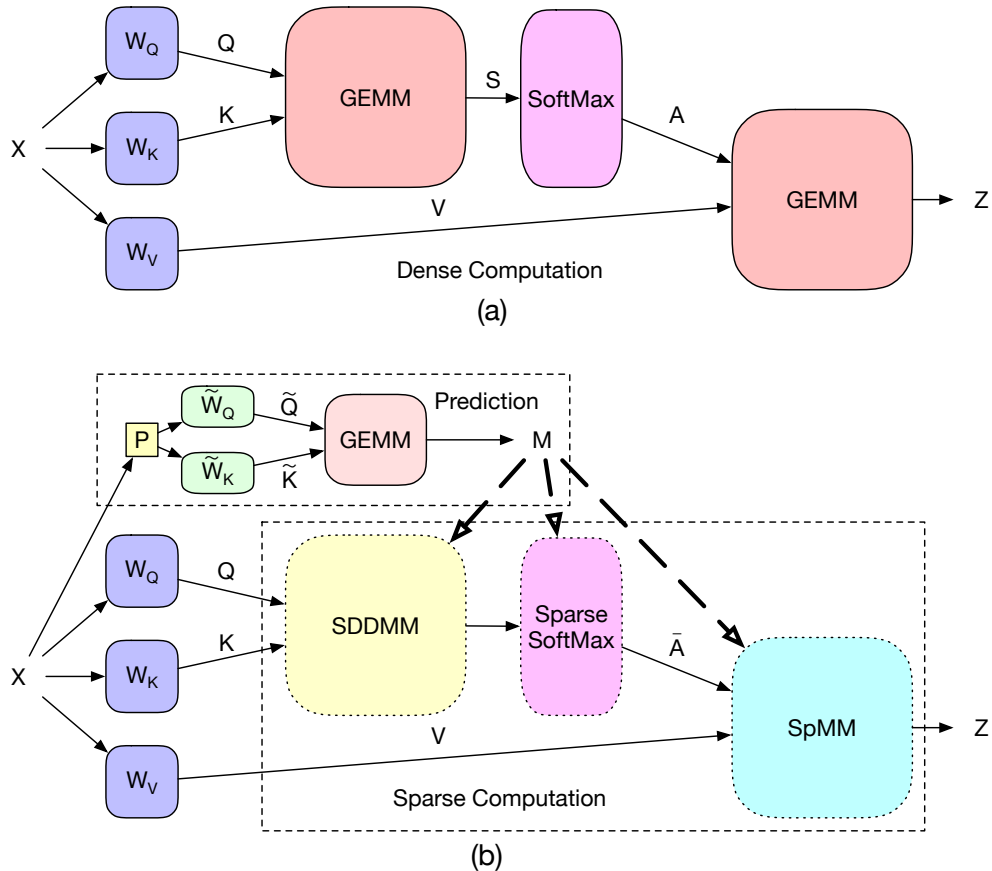 W_Q
Q
GEMM
S
SoftMax
A
X
K
W_K
GEMM
Z
V
W_V
Dense Computation
(a)
W̃_Q
Q̃
Prediction
P
GEMM
M
W̃_K
K̃
W_Q
Q
SDDMM
Sparse
SoftMax
Ā
X
K
W_K
V
SpMM
Z
W_V
Sparse Computation
(b)